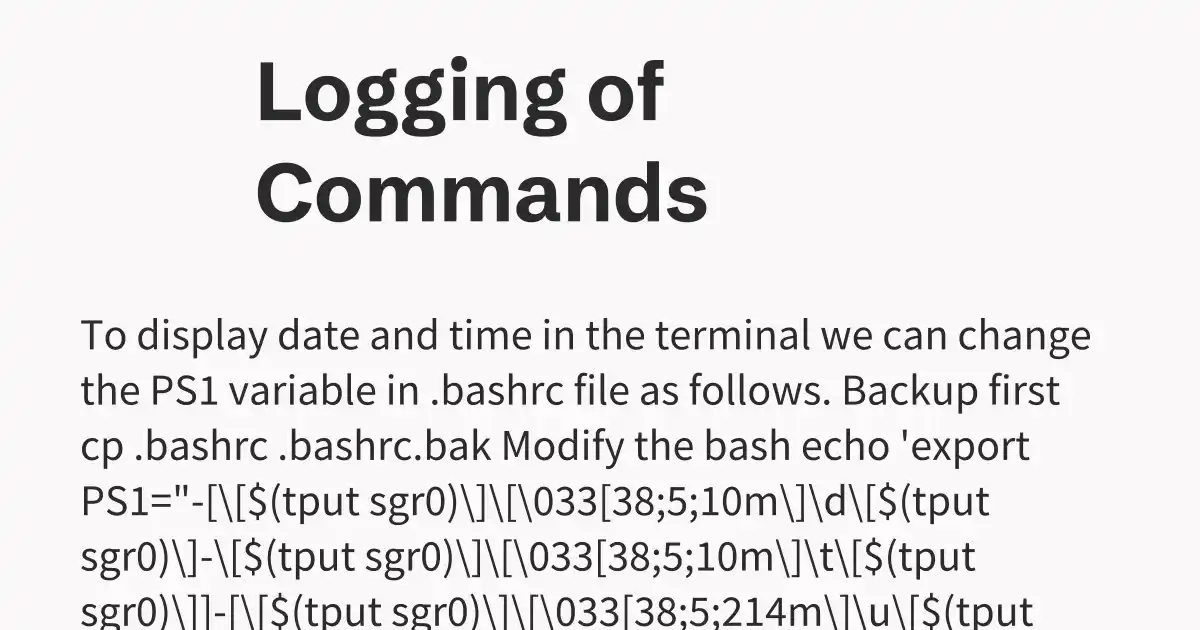 Logging of
Commands
To display date and time in the terminal we can change
the PS1 variable in .bashrc file as follows. Backup first
cp .bashrc .bashrc.bak Modify the bash echo 'export
PS1="-[\[$(tput sgr0)\]\[\033[38;5;10m\]\d\[$(tput
sgr0)\]-\[$(tput sgr0)\]\[\033[38;5;10m\]\t\[$(tput
sgr0)\]]-[\[$(tput sgr0)\]\[\033[38;5;214m\]\u\[$(tput